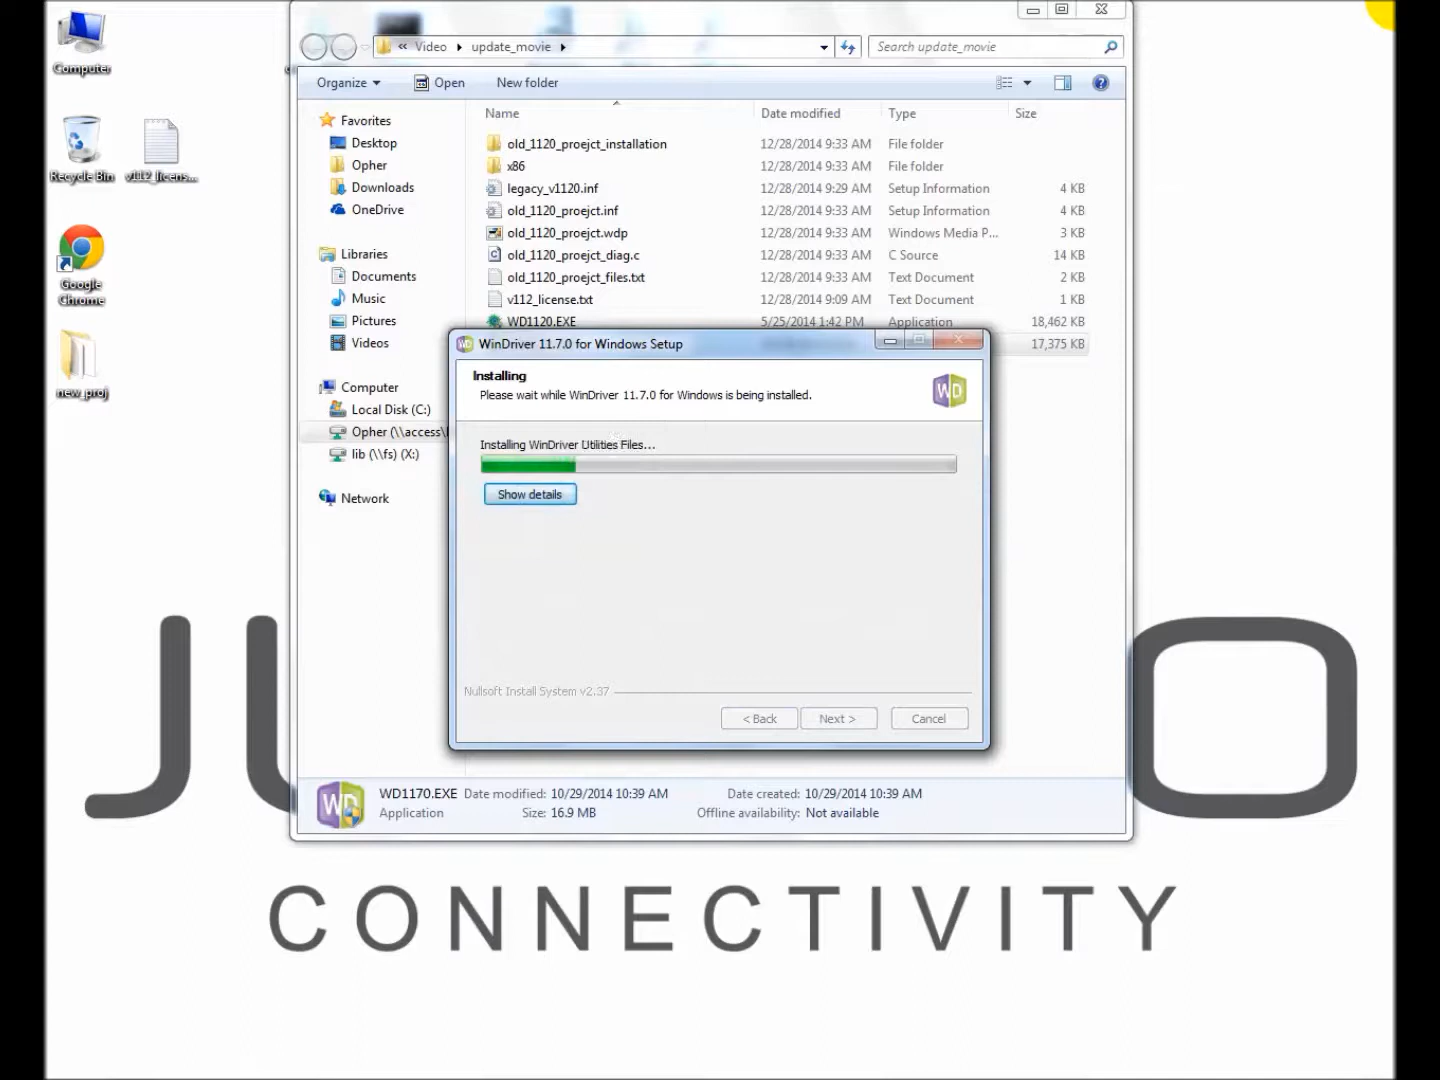 Computer
Recycle Bin
v112_licens...
Google
Chrome
new_proj
« Video update_movie
Search update_movie
Organize Open New folder
Favorites
Desktop
Opher
Downloads
OneDrive
Libraries
Documents
Music
Pictures
Videos
Computer
Local Disk (C:)
Opher (\\access\
lib (\\fs) (X:)
Network
Name Date modified Type Size
old_1120_proejct_installation 12/28/2014 9:33 AM File folder
x86 12/28/2014 9:33 AM File folder
legacy_v1120.inf 12/28/2014 9:29 AM Setup Information 4 KB
old_1120_proejct.inf 12/28/2014 9:33 AM Setup Information 4 KB
old_1120_proejct.wdp 12/28/2014 9:33 AM Windows Media P... 3 KB
old_1120_proejct_diag.c 12/28/2014 9:33 AM C Source 14 KB
old_1120_proejct_files.txt 12/28/2014 9:33 AM Text Document 2 KB
v112_license.txt 12/28/2014 9:09 AM Text Document 1 KB
WD1120.EXE 5/25/2014 1:42 PM Application 18,462 KB
17,375 KB
WD WinDriver 11.7.0 for Windows Setup
Installing
Please wait while WinDriver 11.7.0 for Windows is being installed.
WD
Installing WinDriver Utilities Files...
Show details
Nullsoft Install System v2.37
< Back Next > Cancel
WD
WD1170.EXE Date modified: 10/29/2014 10:39 AM Date created: 10/29/2014 10:39 AM
Application Size: 16.9 MB Offline availability: Not available
CONNECTIVITY